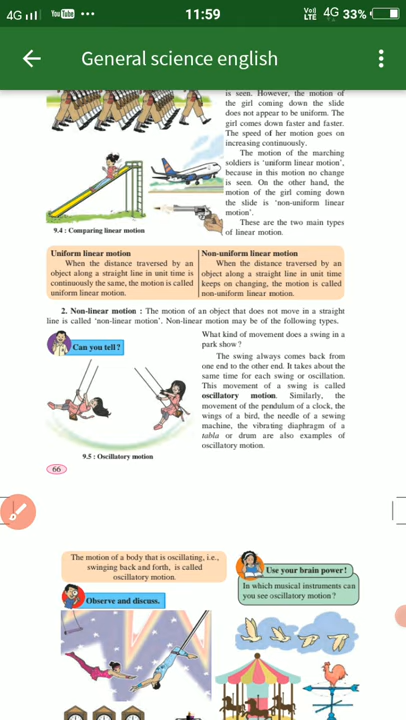 4G
YouTube
11:59
Vo)
LTE
4G 33%
General science english
is seen. However, the motion of
the girl coming down the slide
does not appear to be uniform. The
girl comes down faster and faster.
The speed of her motion goes on
increasing continuously.
The motion of the marching
soldiers is 'uniform linear motion',
because in this motion no change
is seen. On the other hand, the
motion of the girl coming down
the slide is 'non-uniform linear
motion'.
These are the two main types
of linear motion.
9.4 : Comparing linear motion
Uniform linear motion
When the distance traversed by an
object along a straight line in unit time is
continuously the same, the motion is called
uniform linear motion.
Non-uniform linear motion
When the distance traversed by an
object along a straight line in unit time
keeps on changing, the motion is called
non-uniform linear motion.
2. Non-linear motion : The motion of an object that does not move in a straight
line is called 'non-linear motion'. Non-linear motion may be of the following types.
Can you tell?
What kind of movement does a swing in a
park show ?
The swing always comes back from
one end to the other end. It takes about the
same time for each swing or oscillation.
This movement of a swing is called
oscillatory motion. Similarly, the
movement of the pendulum of a clock, the
wings of a bird, the needle of a sewing
machine, the vibrating diaphragm of a
tabla or drum are also examples of
oscillatory motion.
9.5 : Oscillatory motion
66
The motion of a body that is oscillating, i.e.,
swinging back and forth, is called
oscillatory motion.
Use your brain power!
In which musical instruments can
you see oscillatory motion ?
Observe and discuss.